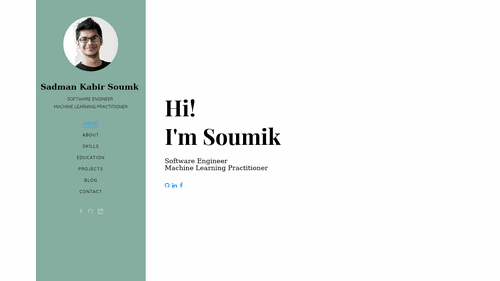 Sadman Kabir Soumk
SOFTWARE ENGINEER
MACHINE LEARNING PRACTITIONER
HOME
ABOUT
SKILLS
EDUCATION
PROJECTS
BLOG
CONTACT
Hi!
I'm Soumik
Software Engineer
Machine Learning Practitioner